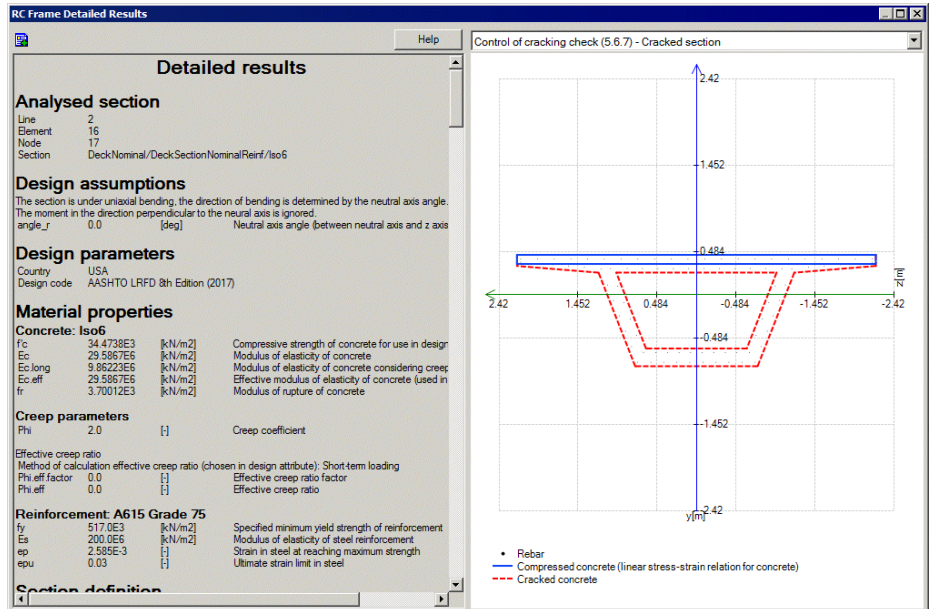 RC Frame Detailed Results
Help
Control of cracking check (5.6.7) - Cracked section
Detailed results
Analysed section
Line 2
Element 16
Node 17
Section DeckNominal/DeckSectionNominalReinf/Iso6
Design assumptions
The section is under uniaxial bending, the direction of bending is determined by the neutral axis angle.
The moment in the direction perpendicular to the neural axis is ignored.
angle_r 0.0 [deg] Neutral axis angle (between neutral axis and z axis
Design parameters
Country USA
Design code AASHTO LRFD 8th Edition (2017)
Material properties
Concrete: Iso6
f'c 34.4738E3 [kN/m2] Compressive strength of concrete for use in design
Ec 29.5867E6 [kN/m2] Modulus of elasticity of concrete
Ec.long 9.86223E6 [kN/m2] Modulus of elasticity of concrete considering creep
Ec.eff 29.5867E6 [kN/m2] Effective modulus of elasticity of concrete (used in
fr 3.70012E3 [kN/m2] Modulus of rupture of concrete
Creep parameters
Phi 2.0 [-] Creep coefficient
Effective creep ratio
Method of calculation effective creep ratio (chosen in design attribute): Short-term loading
Phi.eff.factor 0.0 [-] Effective creep ratio factor
Phi.eff 0.0 [-] Effective creep ratio
Reinforcement: A615 Grade 75
fy 517.0E3 [kN/m2] Specified minimum yield strength of reinforcement
Es 200.0E6 [kN/m2] Modulus of elasticity of steel reinforcement
ep 2.585E-3 [-] Strain in steel at reaching maximum strength
epu 0.03 [-] Ultimate strain limit in steel
Section definition
2.42
1.452
0.484
z[m]
2.42 1.452 0.484 -0.484 -1.452 -2.42
-0.484
-1.452
-2.42
y[m]
Rebar
Compressed concrete (linear stress-strain relation for concrete)
Cracked concrete